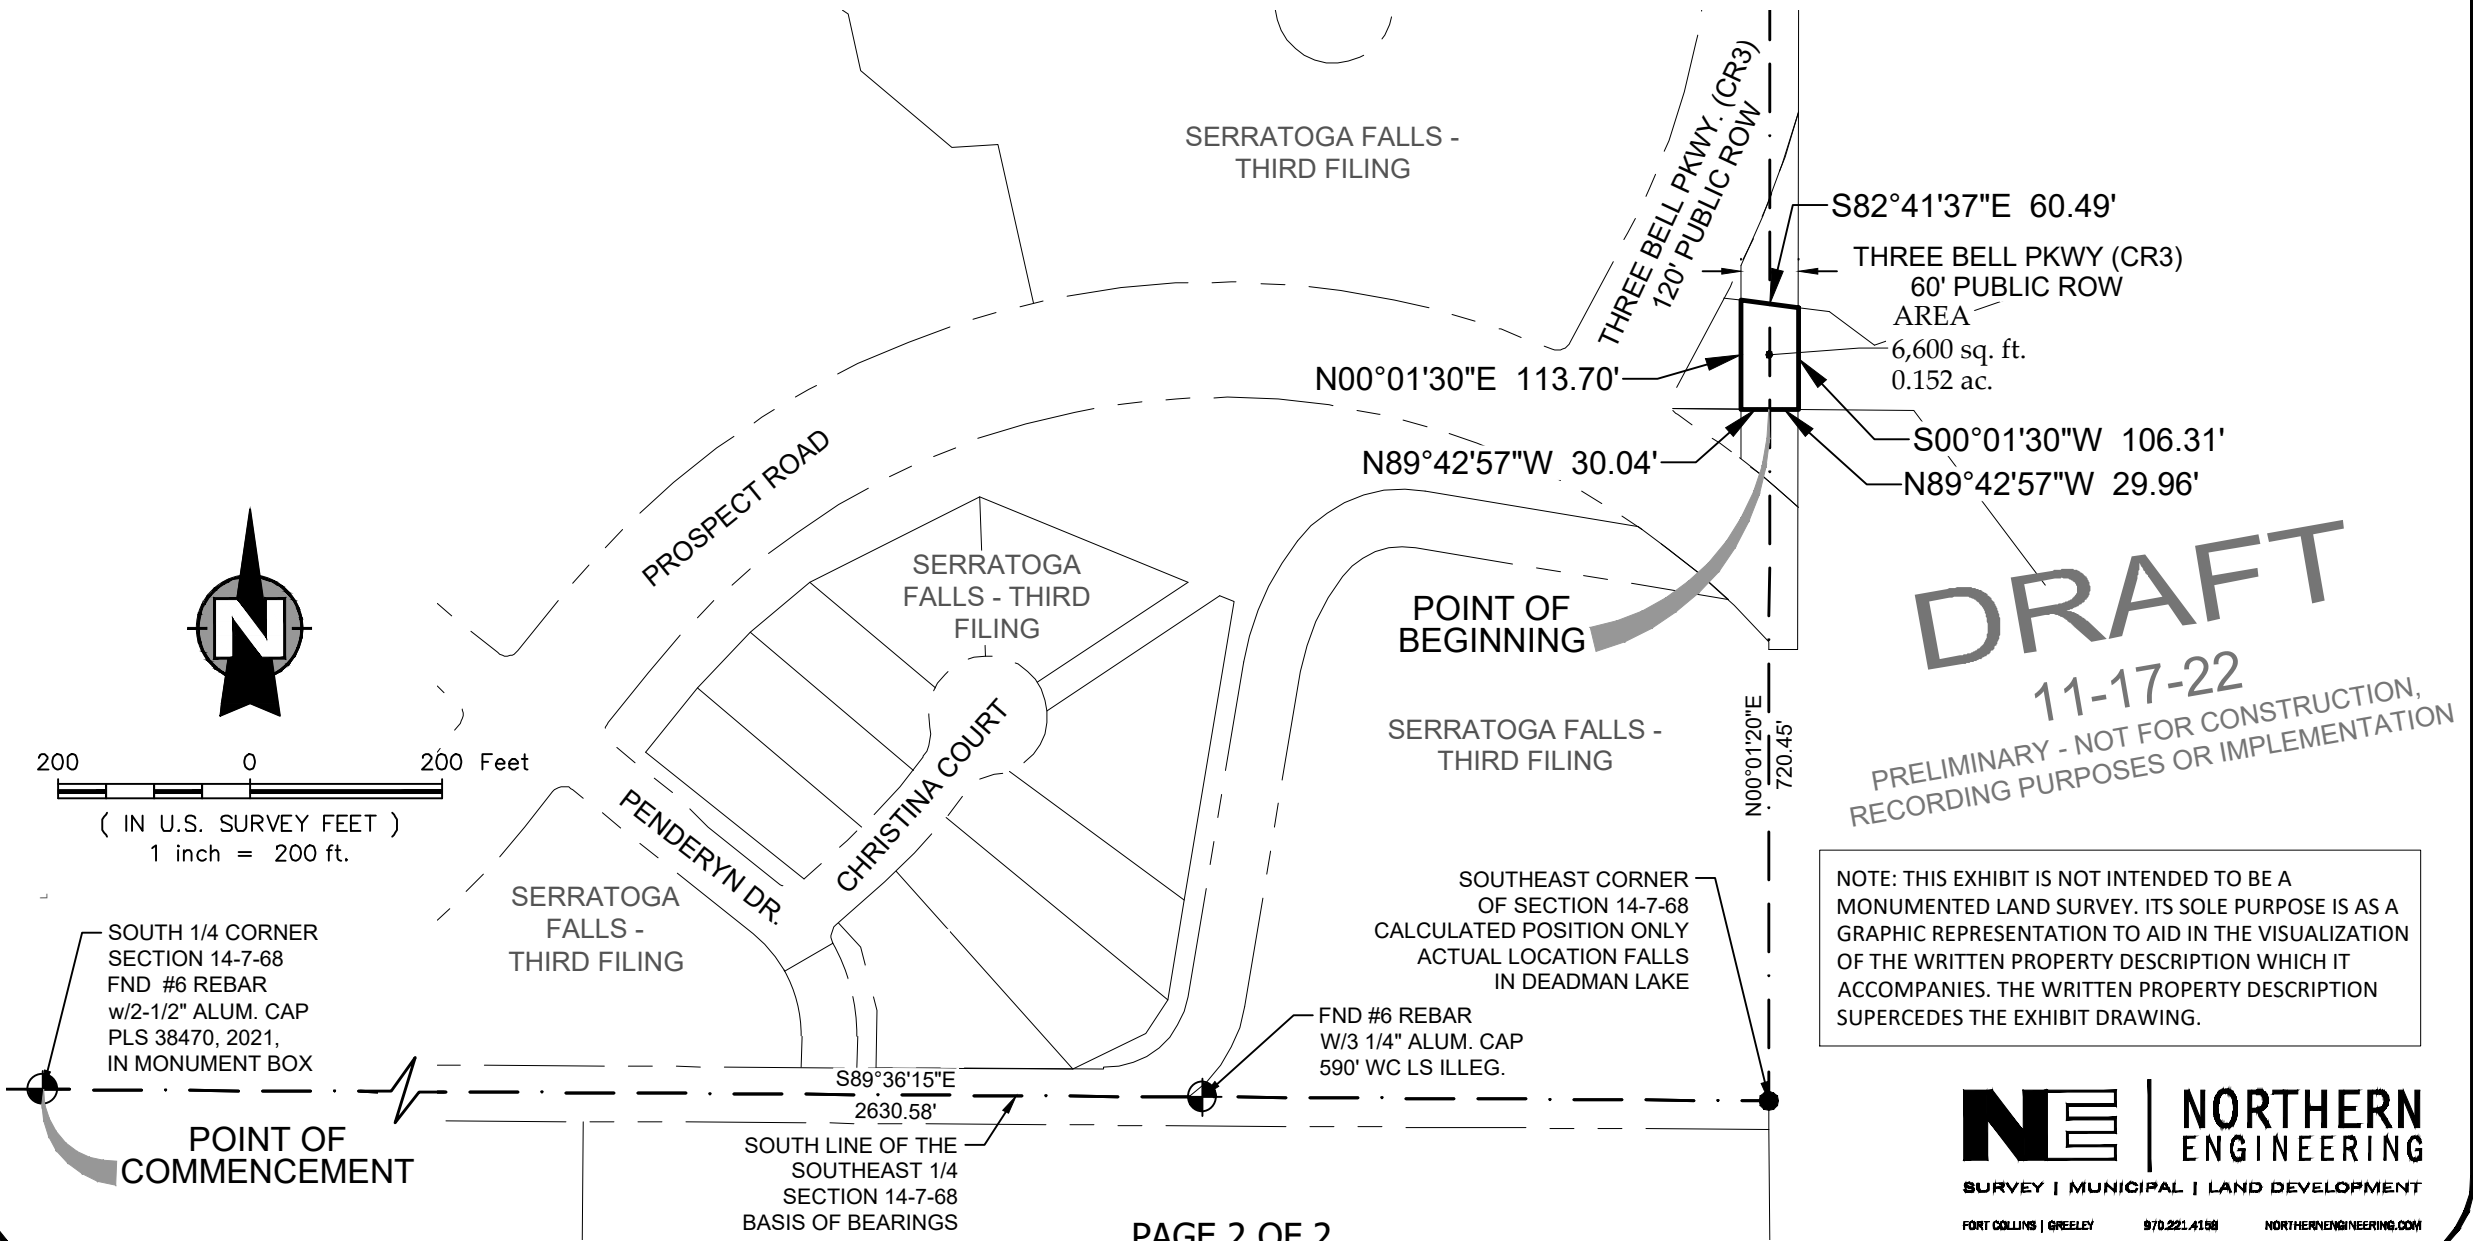 SERRATOGA FALLS -
THIRD FILING
THREE BELL PKWY. (CR3)
120' PUBLIC ROW
S82°41'37"E 60.49'
THREE BELL PKWY (CR3)
60' PUBLIC ROW
AREA
6,600 sq. ft.
0.152 ac.
N00°01'30"E 113.70'
S00°01'30"W 106.31'
N89°42'57"W 30.04'
N89°42'57"W 29.96'
PROSPECT ROAD
SERRATOGA
FALLS - THIRD
FILING
POINT OF
BEGINNING
DRAFT
11-17-22
PRELIMINARY - NOT FOR CONSTRUCTION,
RECORDING PURPOSES OR IMPLEMENTATION
N
200 0 200 Feet
( IN U.S. SURVEY FEET )
1 inch = 200 ft.
SERRATOGA FALLS -
THIRD FILING
N00°01'20"E
720.45'
CHRISTINA COURT
PENDERYN DR.
SERRATOGA
FALLS -
THIRD FILING
SOUTHEAST CORNER
OF SECTION 14-7-68
CALCULATED POSITION ONLY
ACTUAL LOCATION FALLS
IN DEADMAN LAKE
NOTE: THIS EXHIBIT IS NOT INTENDED TO BE A
MONUMENTED LAND SURVEY. ITS SOLE PURPOSE IS AS A
GRAPHIC REPRESENTATION TO AID IN THE VISUALIZATION
OF THE WRITTEN PROPERTY DESCRIPTION WHICH IT
ACCOMPANIES. THE WRITTEN PROPERTY DESCRIPTION
SUPERCEDES THE EXHIBIT DRAWING.
SOUTH 1/4 CORNER
SECTION 14-7-68
FND #6 REBAR
w/2-1/2" ALUM. CAP
PLS 38470, 2021,
IN MONUMENT BOX
FND #6 REBAR
W/3 1/4" ALUM. CAP
590' WC LS ILLEG.
S89°36'15"E
2630.58'
POINT OF
COMMENCEMENT
SOUTH LINE OF THE
SOUTHEAST 1/4
SECTION 14-7-68
BASIS OF BEARINGS
NE
NORTHERN
ENGINEERING
SURVEY | MUNICIPAL | LAND DEVELOPMENT
FORT COLLINS | GREELEY 970.221.4158 NORTHERNENGINEERING.COM
PAGE 2 OF 2